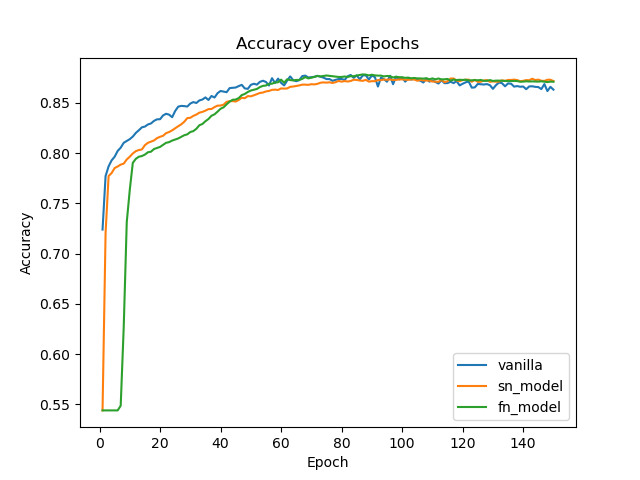 Accuracy over Epochs
Accuracy
0.85
0.80
0.75
0.70
0.65
0.60
0.55
0 20 40 60 80 100 120 140
Epoch
vanilla
sn_model
fn_model